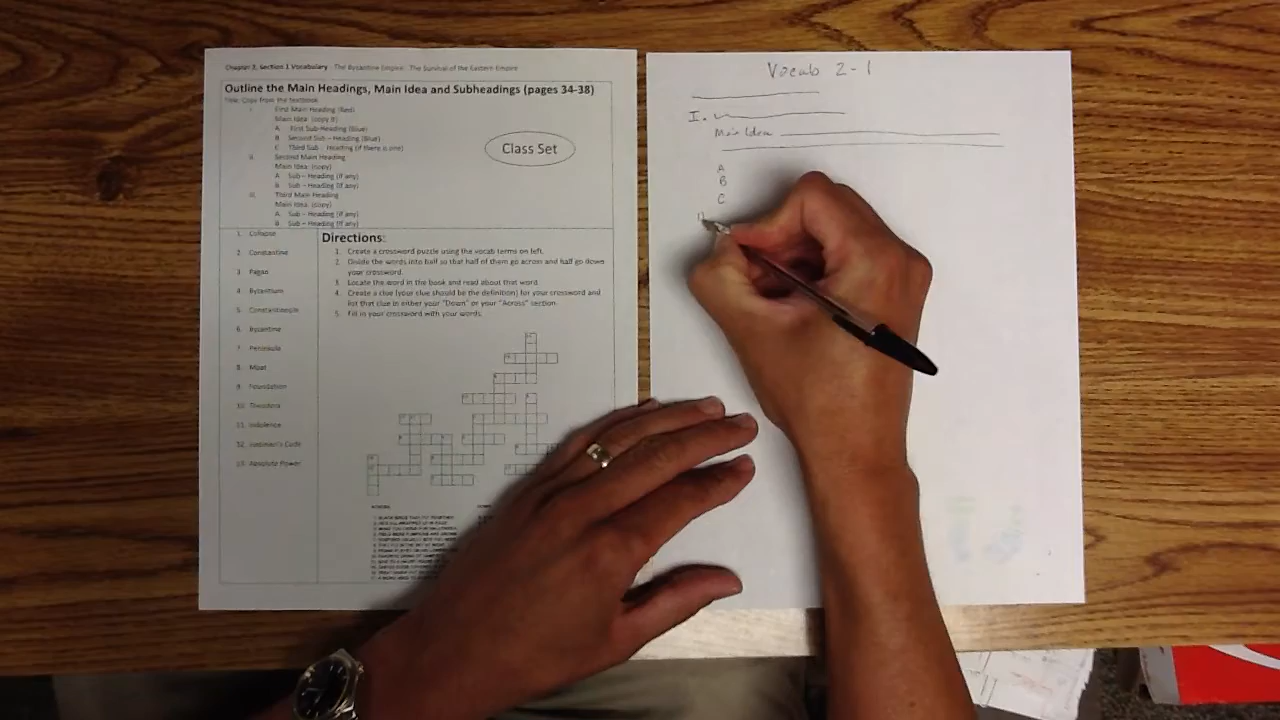 Chapter 2, Section 1 Vocabulary The Byzantine Empire: The Survival of the Eastern Empire
Outline the Main Headings, Main Idea and Subheadings (pages 34-38)
Title: Copy from the textbook
I. First Main Heading (Red)
Main Idea: (copy it)
A First Sub-Heading (Blue)
B Second Sub – Heading (Blue)
C Third Sub – Heading (if there is one)
II. Second Main Heading
Main Idea: (copy)
A Sub – Heading (if any)
B Sub – Heading (if any)
III. Third Main Heading
Main Idea: (copy)
A Sub – Heading (if any)
B Sub – Heading (if any)
Class Set
1. Collapse
2. Constantine
3. Pagan
4. Byzantium
5. Constantinople
6. Byzantine
7. Peninsula
8. Moat
9. Foundation
10. Theodora
11. Indulence
12. Justinian's Code
13. Absolute Power
Directions:
1. Create a crossword puzzle using the vocab terms on left.
2. Divide the words into half so that half of them go across and half go down
your crossword.
3. Locate the word in the book and read about that word
4. Create a clue (your clue should be the definition) for your crossword and
list that clue in either your "Down" or your "Across" section.
5. Fill in your crossword with your words.
ACROSS
Vocab 2-1
I.
Main Idea
A
B
C
II